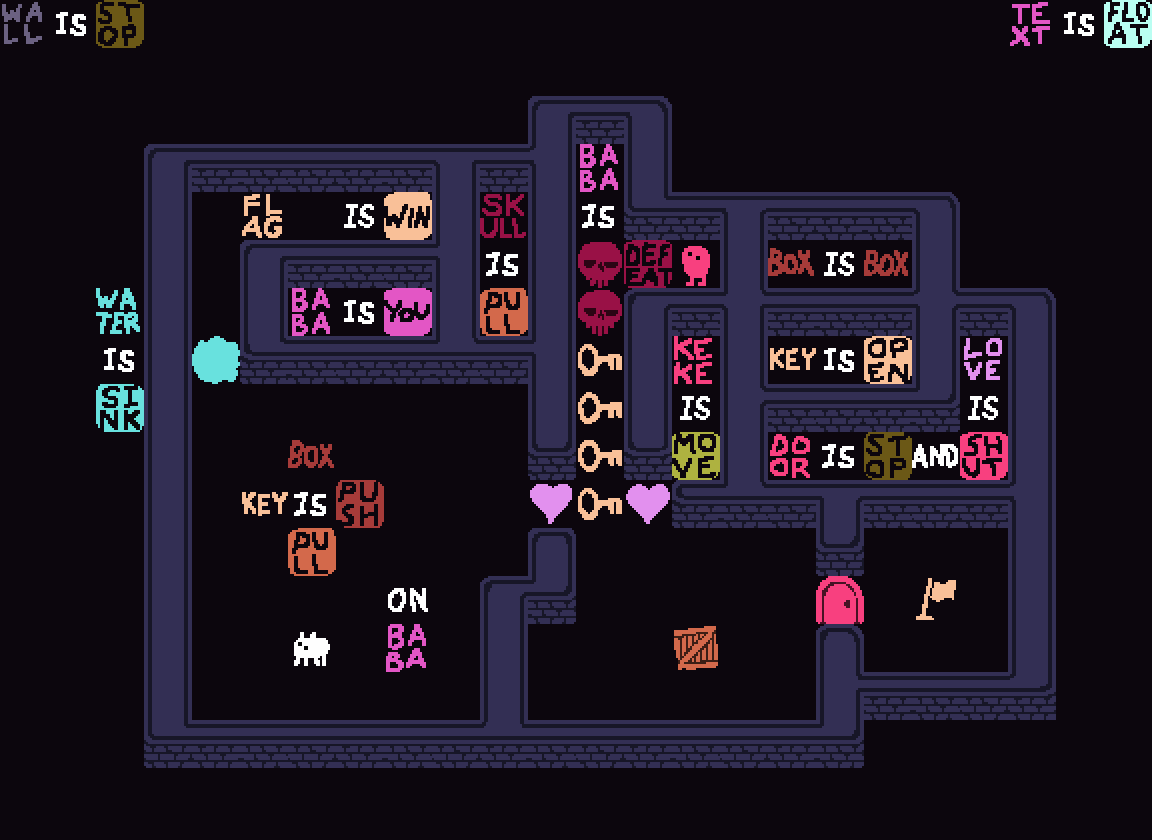 WALL IS STOP
TEXT IS FLOAT
BABA
IS
DEFEAT
FLAG IS WIN
SKULL
IS
PULL
BOX IS BOX
BABA IS YOU
WATER
IS
SINK
KEKE
IS
MOVE
KEY IS OPEN
LOVE
IS
SHUT
DOOR IS STOP AND
BOX
KEY IS PUSH
PULL
ON
BABA